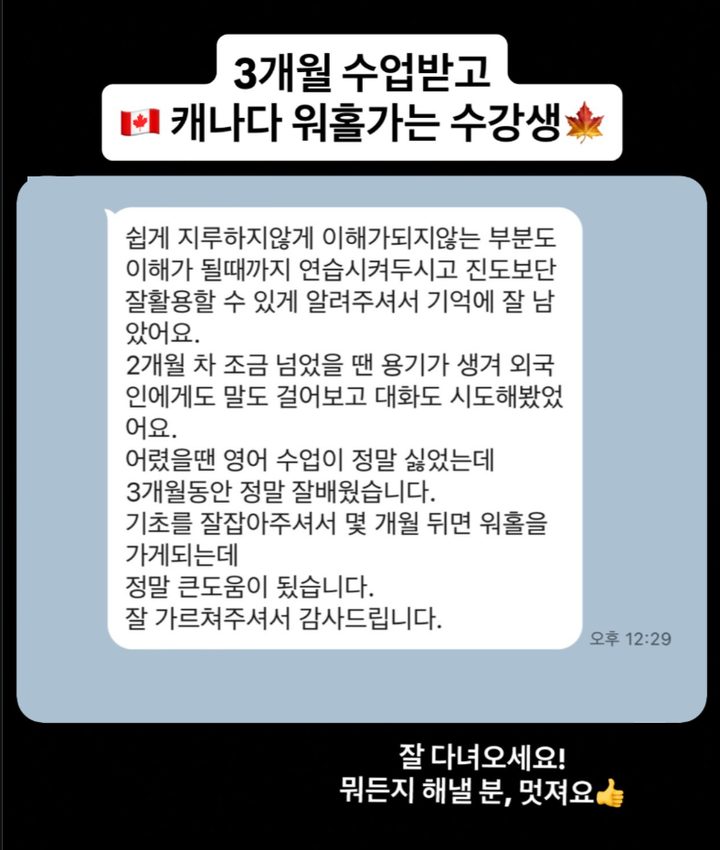 3개월 수업받고
🇨🇦 캐나다 워홀가는 수강생🍁
쉽게 지루하지않게 이해가되지않는 부분도
이해가 될때까지 연습시켜두시고 진도보단
잘활용할 수 있게 알려주셔서 기억에 잘 남
았어요.
2개월 차 조금 넘었을 땐 용기가 생겨 외국
인에게도 말도 걸어보고 대화도 시도해봤었
어요.
어렸을땐 영어 수업이 정말 싫었는데
3개월동안 정말 잘배웠습니다.
기초를 잘잡아주셔서 몇 개월 뒤면 워홀을
가게되는데
정말 큰도움이 됬습니다.
잘 가르쳐주셔서 감사드립니다.
오후 12:29
잘 다녀오세요!
뭐든지 해낼 분, 멋져요👍